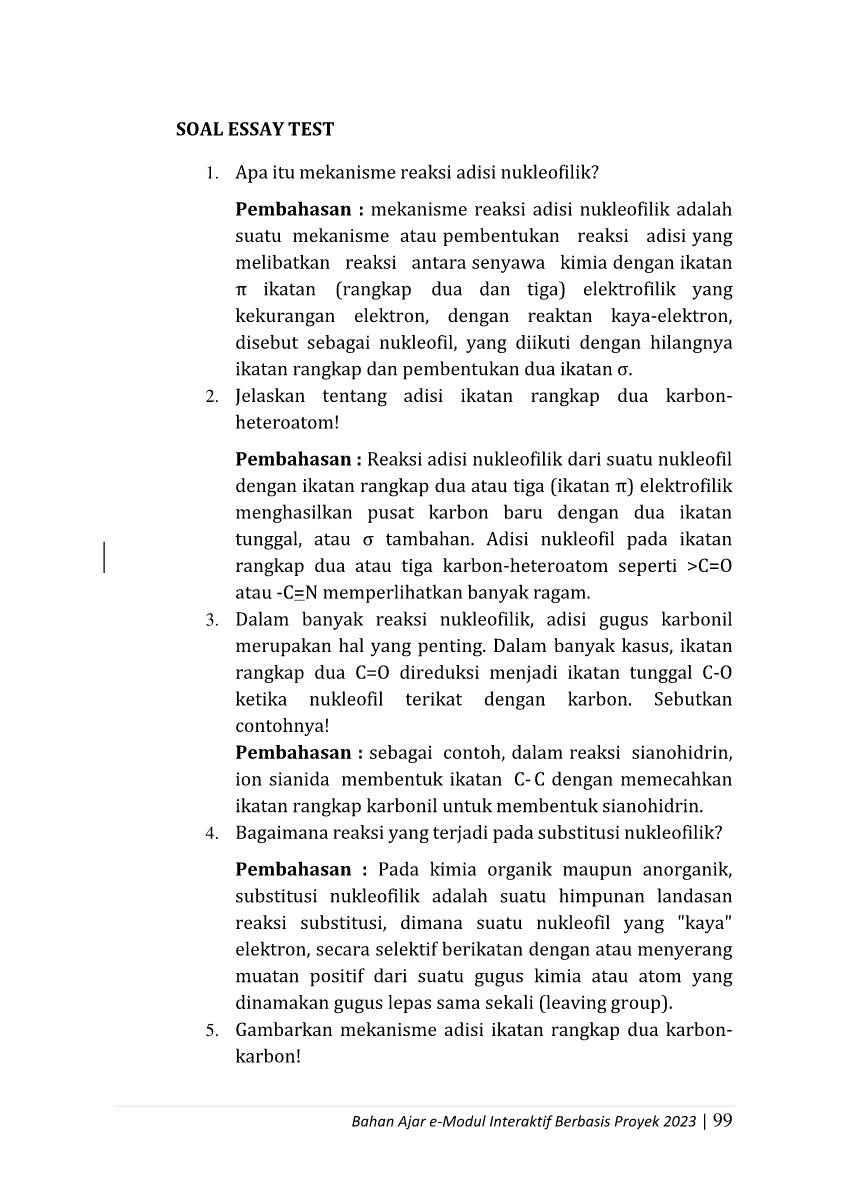 SOAL ESSAY TEST
1. Apa itu mekanisme reaksi adisi nukleofilik?
Pembahasan : mekanisme reaksi adisi nukleofilik adalah
suatu mekanisme atau pembentukan reaksi adisi yang
melibatkan reaksi antara senyawa kimia dengan ikatan
π ikatan (rangkap dua dan tiga) elektrofilik yang
kekurangan elektron, dengan reaktan kaya-elektron,
disebut sebagai nukleofil, yang diikuti dengan hilangnya
ikatan rangkap dan pembentukan dua ikatan σ.
2. Jelaskan tentang adisi ikatan rangkap dua karbon-
heteroatom!
Pembahasan : Reaksi adisi nukleofilik dari suatu nukleofil
dengan ikatan rangkap dua atau tiga (ikatan π) elektrofilik
menghasilkan pusat karbon baru dengan dua ikatan
tunggal, atau σ tambahan. Adisi nukleofil pada ikatan
rangkap dua atau tiga karbon-heteroatom seperti >C=O
atau -C≡N memperlihatkan banyak ragam.
3. Dalam banyak reaksi nukleofilik, adisi gugus karbonil
merupakan hal yang penting. Dalam banyak kasus, ikatan
rangkap dua C=O direduksi menjadi ikatan tunggal C-O
ketika nukleofil terikat dengan karbon. Sebutkan
contohnya!
Pembahasan : sebagai contoh, dalam reaksi sianohidrin,
ion sianida membentuk ikatan C- C dengan memecahkan
ikatan rangkap karbonil untuk membentuk sianohidrin.
4. Bagaimana reaksi yang terjadi pada substitusi nukleofilik?
Pembahasan : Pada kimia organik maupun anorganik,
substitusi nukleofilik adalah suatu himpunan landasan
reaksi substitusi, dimana suatu nukleofil yang "kaya"
elektron, secara selektif berikatan dengan atau menyerang
muatan positif dari suatu gugus kimia atau atom yang
dinamakan gugus lepas sama sekali (leaving group).
5. Gambarkan mekanisme adisi ikatan rangkap dua karbon-
karbon!
Bahan Ajar e-Modul Interaktif Berbasis Proyek 2023 | 99